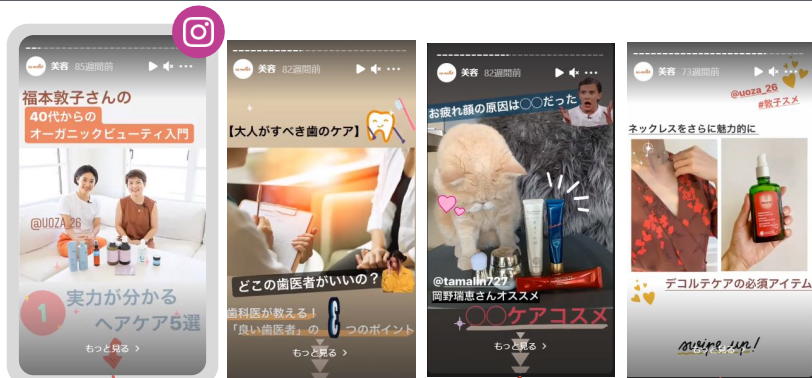 美容 85週間前
福本敦子さんの
40代からの
オーガニックビューティ入門
@UOZA_26
1
実力が分かる
ヘアケア5選
もっと見る
美容 82週間前
【大人がすべき歯のケア】
どこの歯医者がいいの？
歯科医が教える！
「良い歯医者」の3つのポイント
もっと見る
美容 82週間前
お疲れ顔の原因は〇〇だった
@tamalin727
岡野瑞恵さんオススメ
〇〇ケアコスメ
もっと見る
美容 73週間前
@uoza_26
#敦子スメ
ネックレスをさらに魅力的に
デコルテケアの必須アイテム
swipe up!